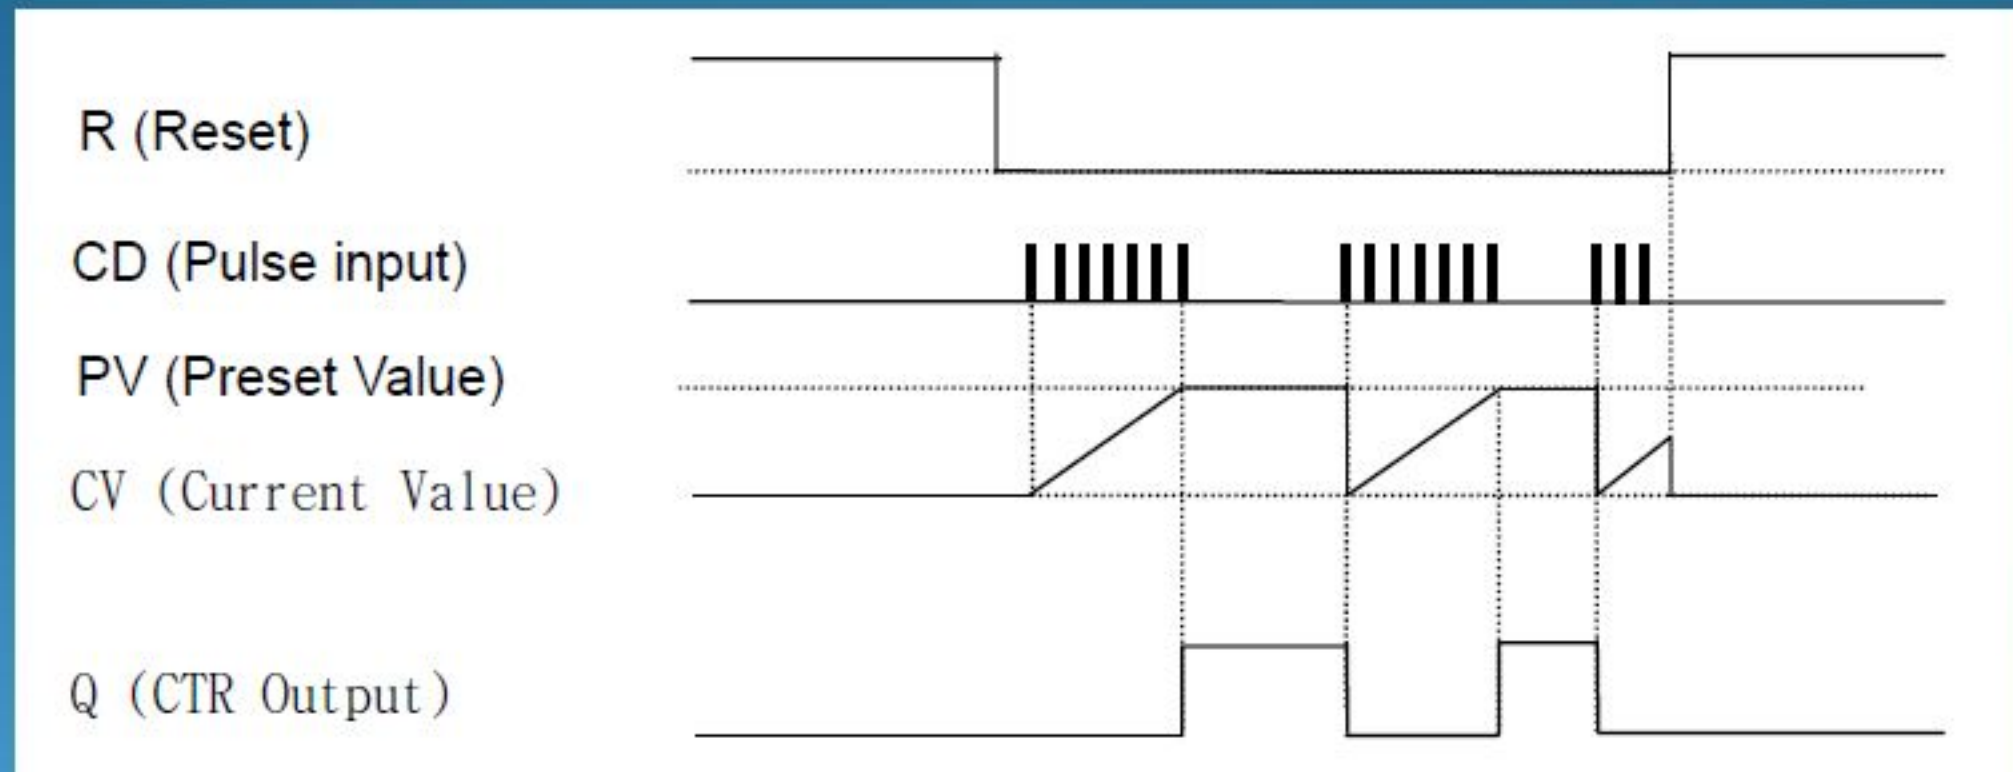 R (Reset)
CD (Pulse input)
PV (Preset Value)
CV (Current Value)
Q (CTR Output)